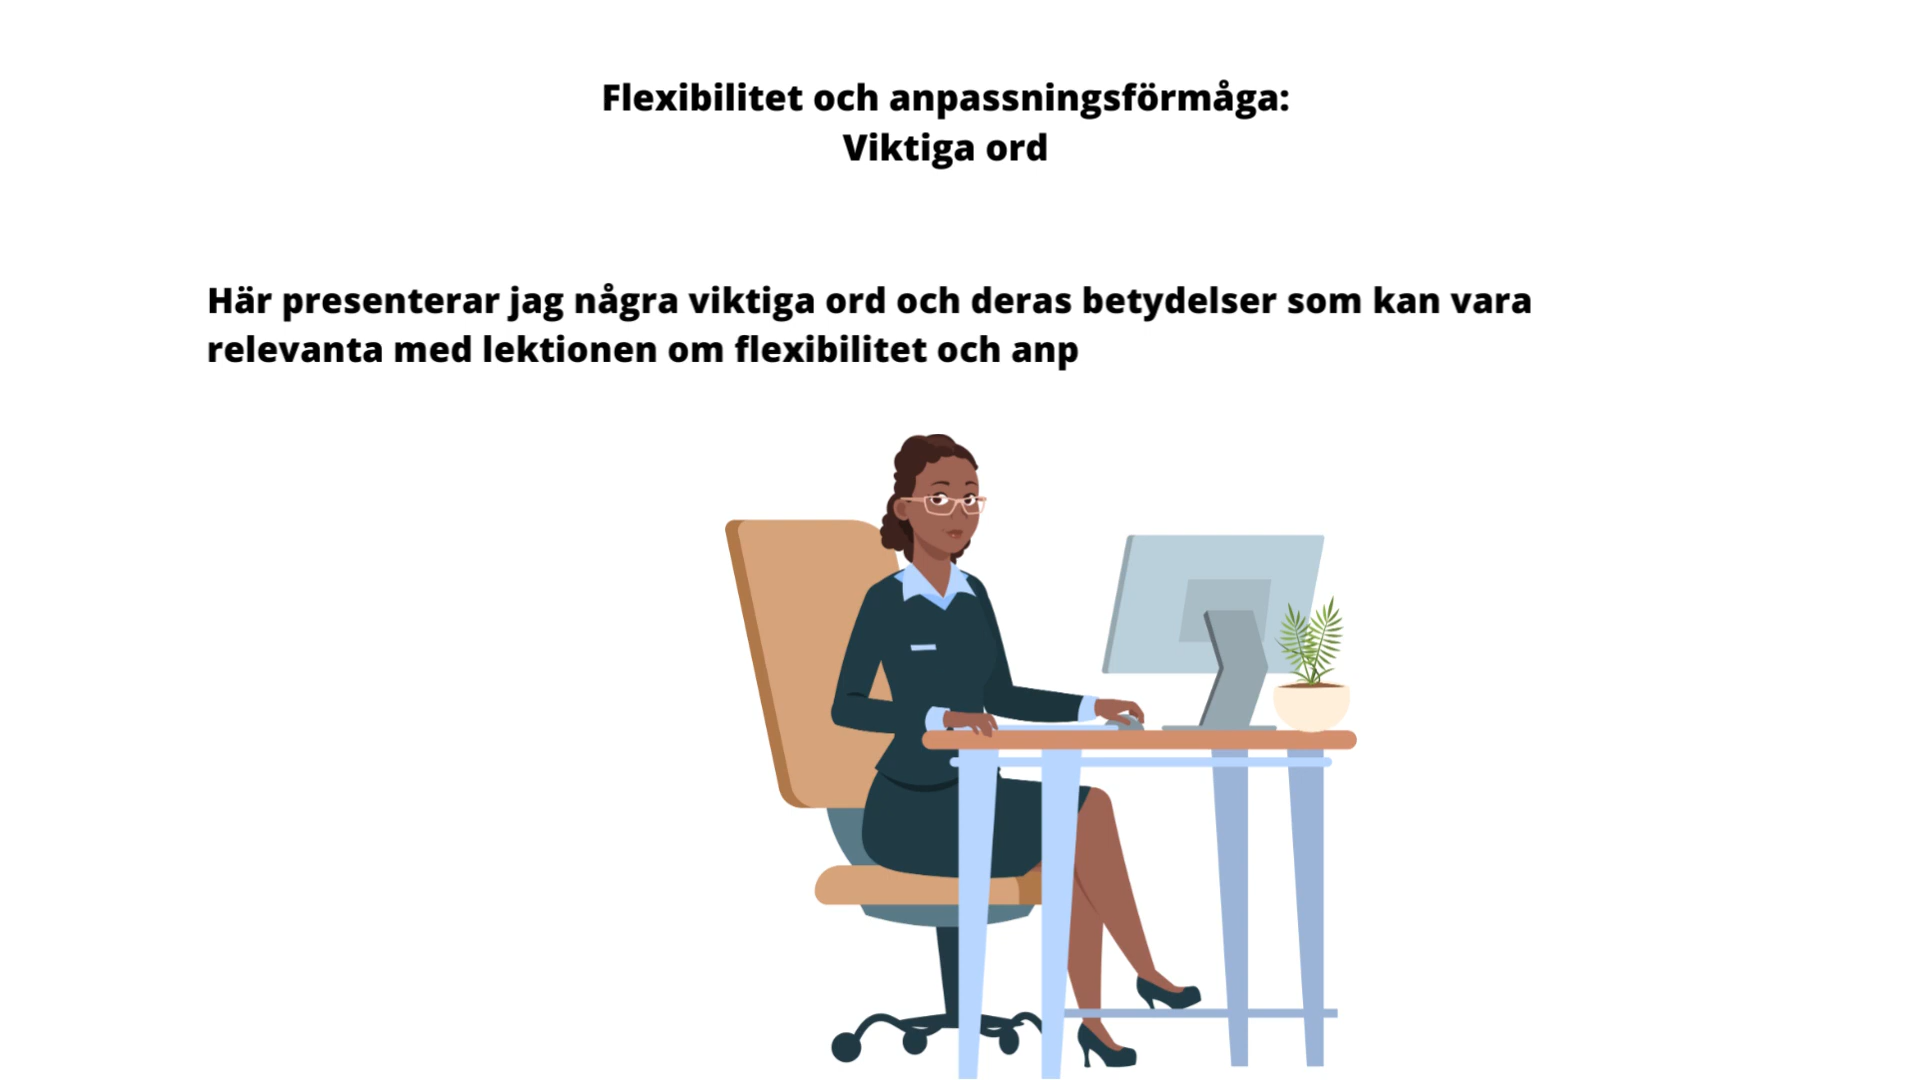 Flexibilitet och anpassningsförmåga:
Viktiga ord
Här presenterar jag några viktiga ord och deras betydelser som kan vara
relevanta med lektionen om flexibilitet och anp